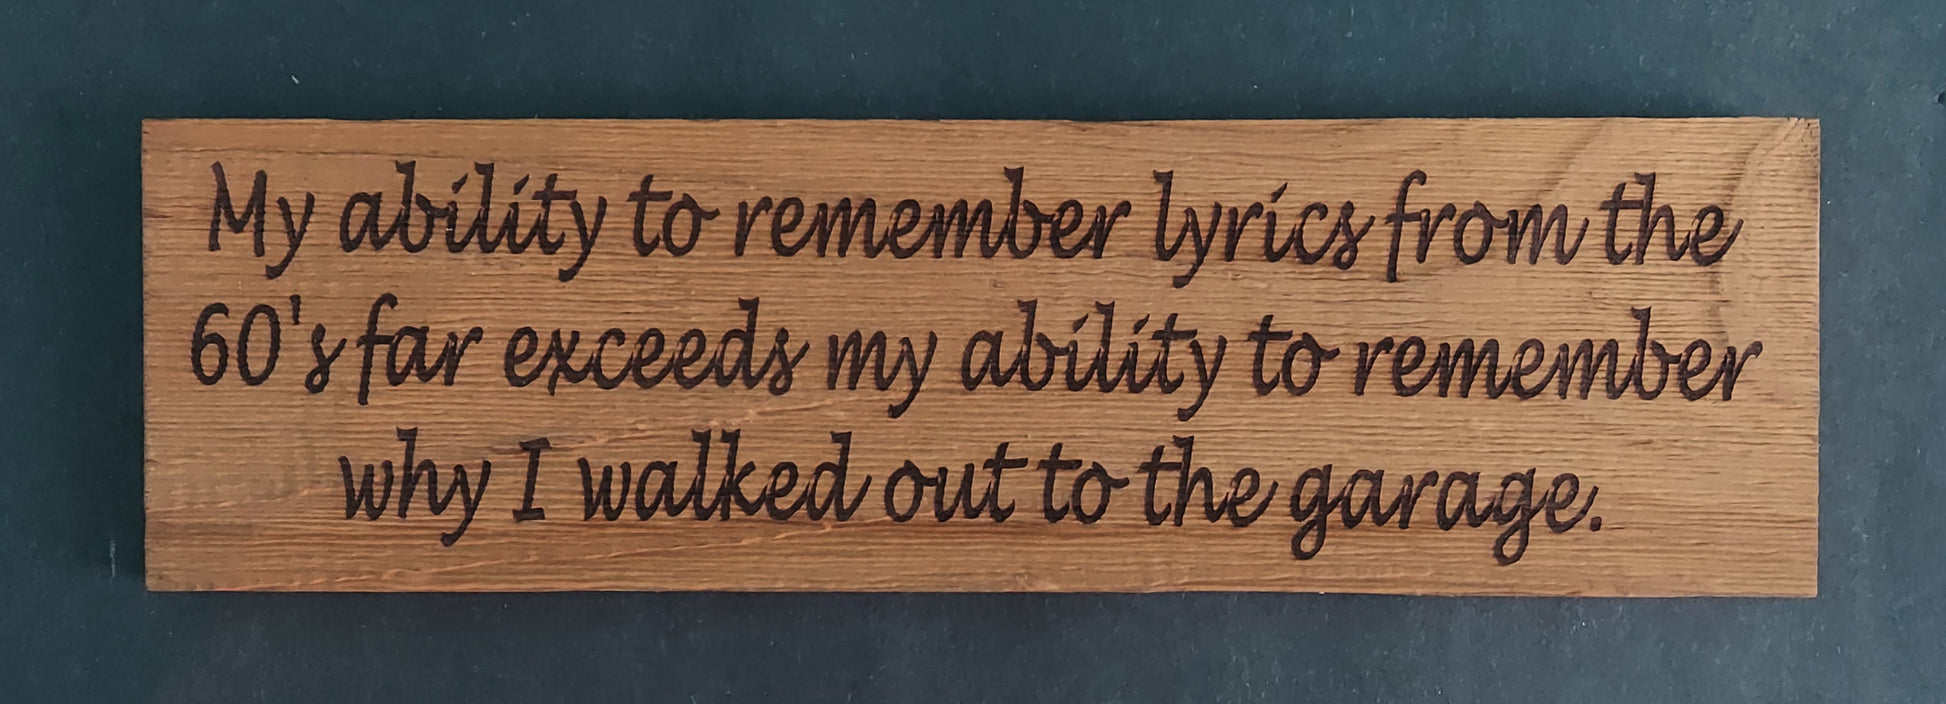 My ability to remember lyrics from the
60's far exceeds my ability to remember
why I walked out to the garage.